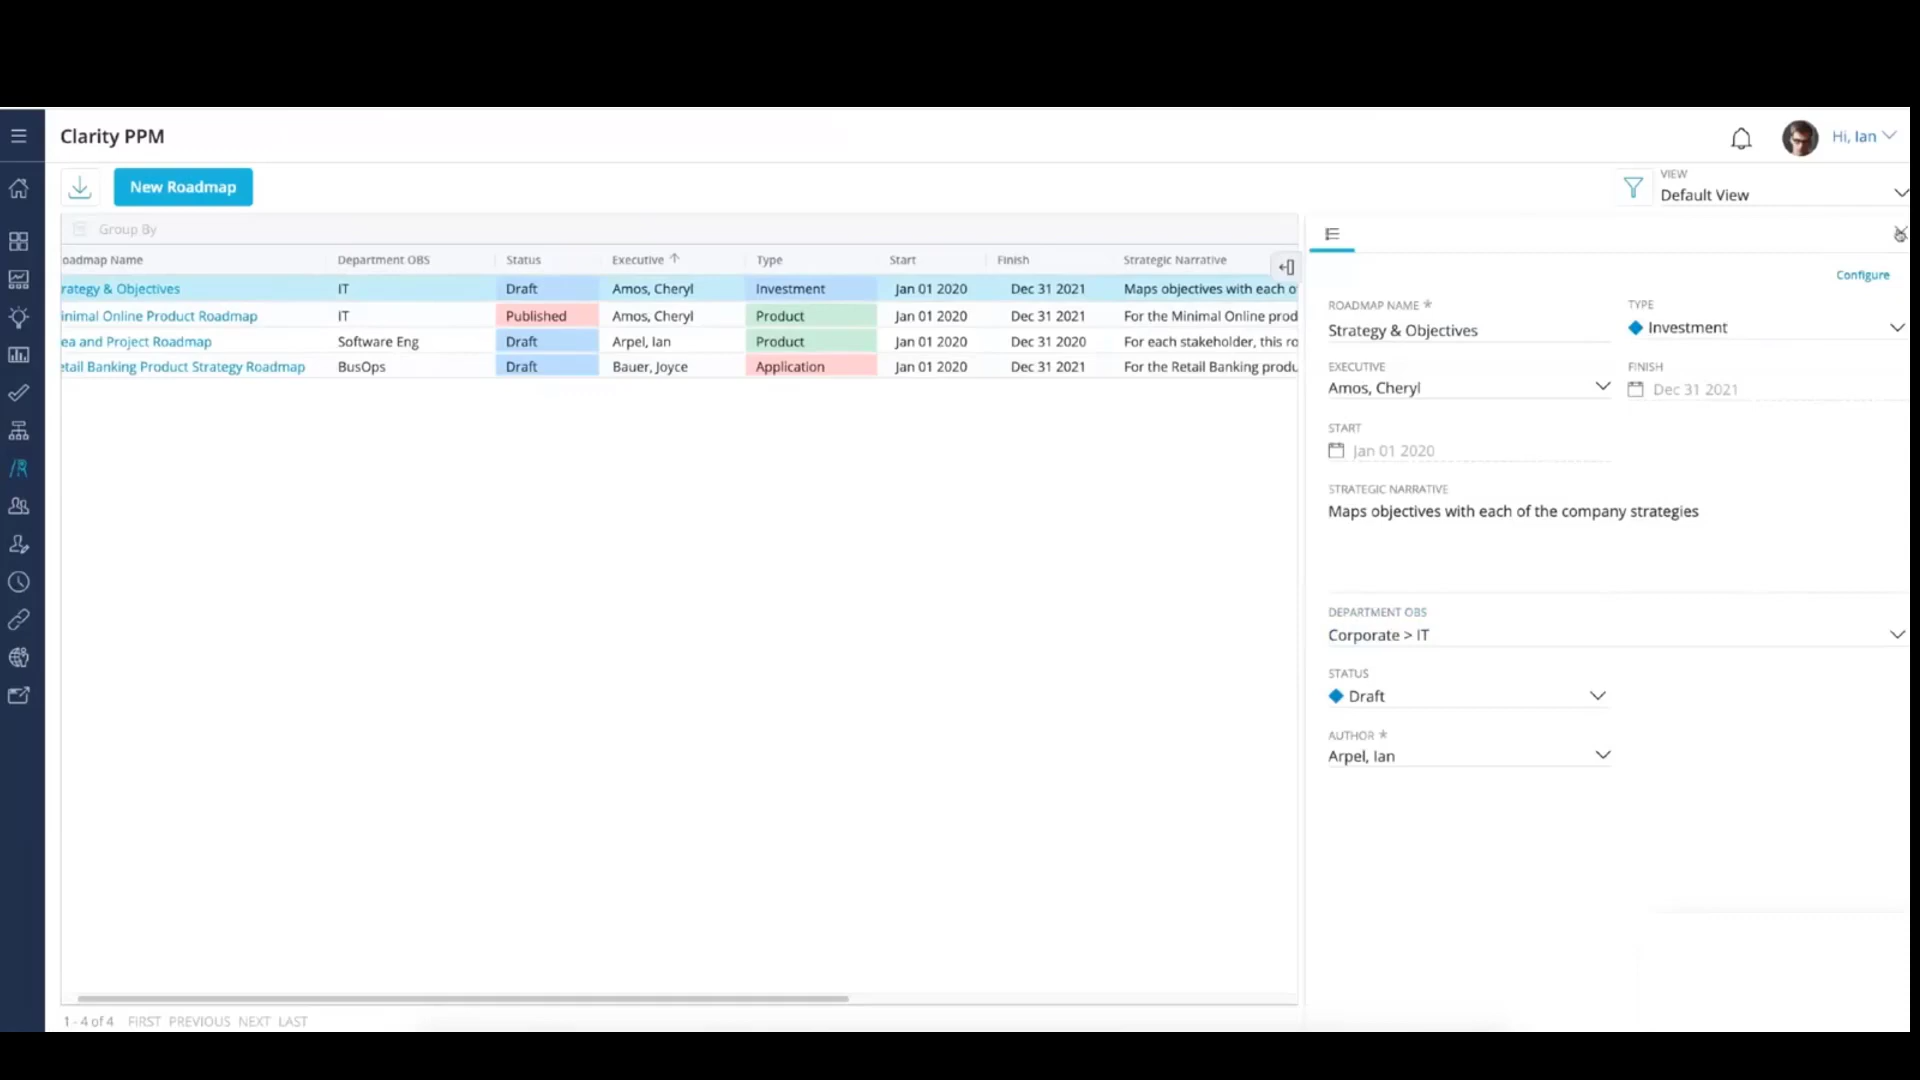 Clarity PPM
Hi, Ian
New Roadmap
VIEW
Default View
Group By
oadmap Name Department OBS Status Executive Type Start Finish Strategic Narrative
rategy & Objectives IT Draft Amos, Cheryl Investment Jan 01 2020 Dec 31 2021 Maps objectives with each o
inimal Online Product Roadmap IT Published Amos, Cheryl Product Jan 01 2020 Dec 31 2021 For the Minimal Online prod
ea and Project Roadmap Software Eng Draft Arpel, Ian Product Jan 01 2020 Dec 31 2020 For each stakeholder, this ro
etail Banking Product Strategy Roadmap BusOps Draft Bauer, Joyce Application Jan 01 2020 Dec 31 2021 For the Retail Banking produ
1 - 4 of 4 FIRST PREVIOUS NEXT LAST
Configure
ROADMAP NAME *
Strategy & Objectives
TYPE
Investment
EXECUTIVE
Amos, Cheryl
FINISH
Dec 31 2021
START
Jan 01 2020
STRATEGIC NARRATIVE
Maps objectives with each of the company strategies
DEPARTMENT OBS
Corporate > IT
STATUS
Draft
AUTHOR *
Arpel, Ian